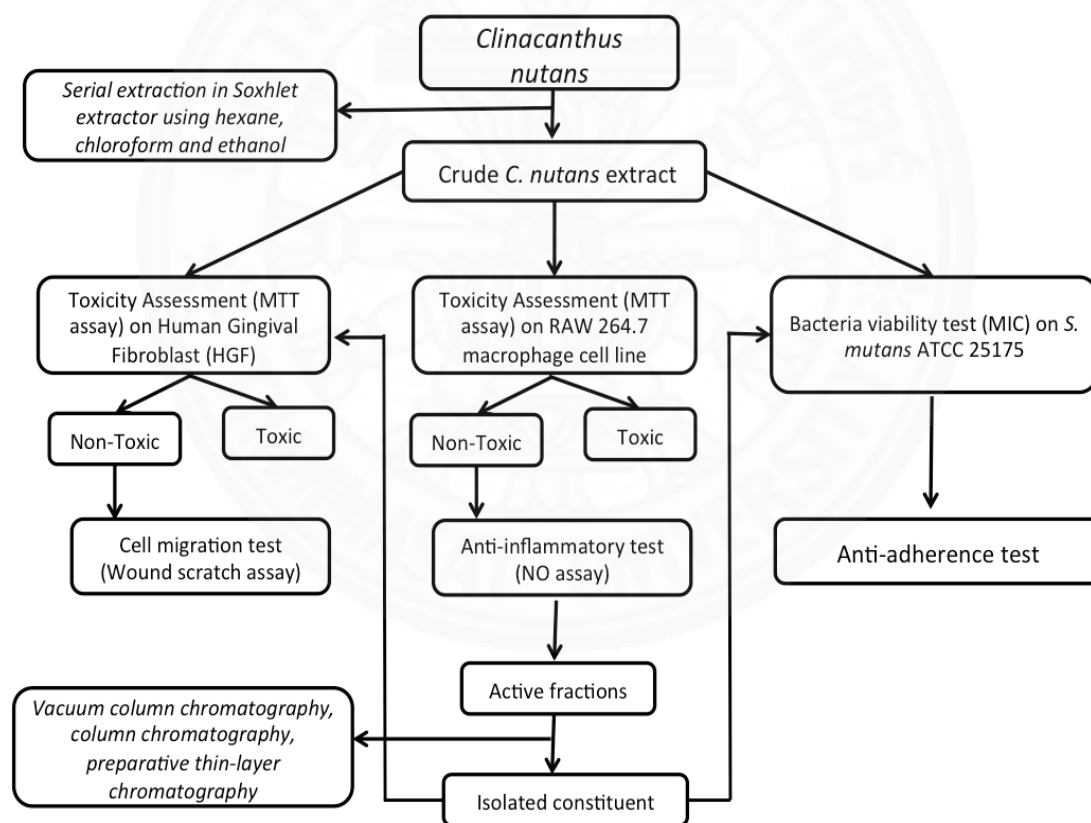 Clinacanthus
nutans
Serial extraction in Soxhlet
extractor using hexane,
chloroform and ethanol
Crude C. nutans extract
Toxicity Assessment (MTT
assay) on Human Gingival
Fibroblast (HGF)
Toxicity Assessment (MTT
assay) on RAW 264.7
macrophage cell line
Bacteria viability test (MIC) on S.
mutans ATCC 25175
Non-Toxic
Toxic
Non-Toxic
Toxic
Cell migration test
(Wound scratch assay)
Anti-inflammatory test
(NO assay)
Anti-adherence test
Active fractions
Vacuum column chromatography,
column chromatography,
preparative thin-layer
chromatography
Isolated constituent